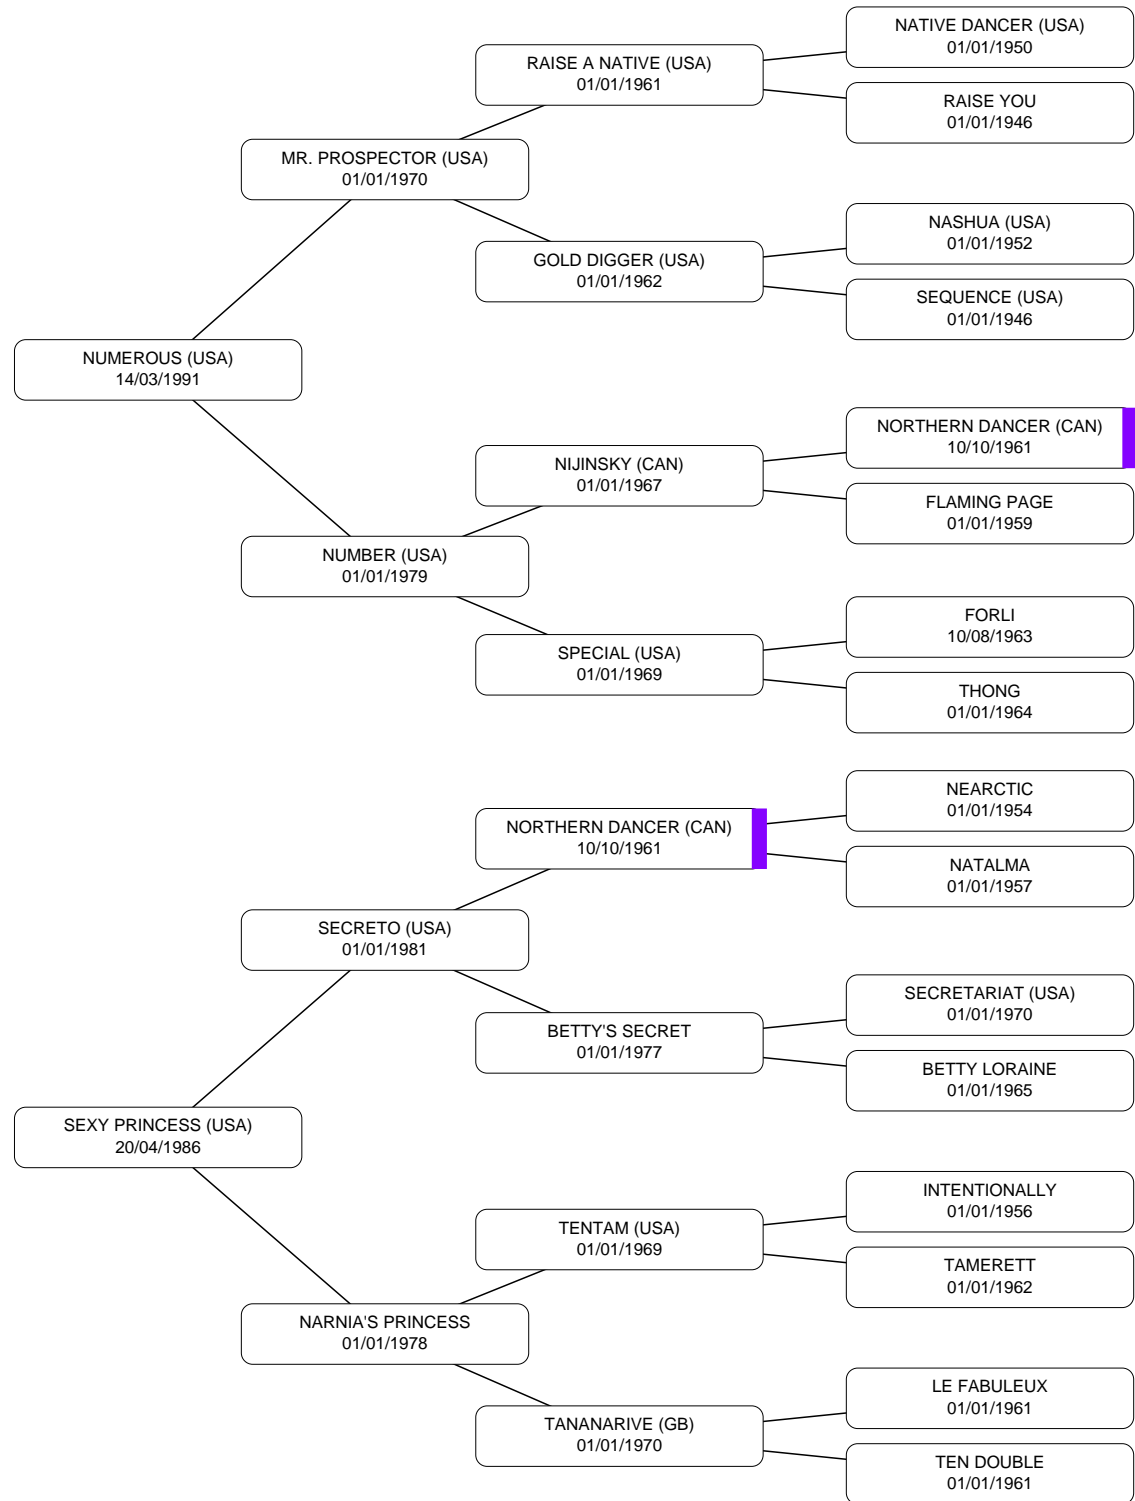 NATIVE DANCER (USA)
01/01/1950
RAISE A NATIVE (USA)
01/01/1961
RAISE YOU
01/01/1946
MR. PROSPECTOR (USA)
01/01/1970
NASHUA (USA)
01/01/1952
GOLD DIGGER (USA)
01/01/1962
SEQUENCE (USA)
01/01/1946
NUMEROUS (USA)
14/03/1991
NORTHERN DANCER (CAN)
10/10/1961
NIJINSKY (CAN)
01/01/1967
FLAMING PAGE
01/01/1959
NUMBER (USA)
01/01/1979
FORLI
10/08/1963
SPECIAL (USA)
01/01/1969
THONG
01/01/1964
NEARCTIC
01/01/1954
NORTHERN DANCER (CAN)
10/10/1961
NATALMA
01/01/1957
SECRETO (USA)
01/01/1981
SECRETARIAT (USA)
01/01/1970
BETTY'S SECRET
01/01/1977
BETTY LORAINE
01/01/1965
SEXY PRINCESS (USA)
20/04/1986
INTENTIONALLY
01/01/1956
TENTAM (USA)
01/01/1969
TAMERETT
01/01/1962
NARNIA'S PRINCESS
01/01/1978
LE FABULEUX
01/01/1961
TANANARIVE (GB)
01/01/1970
TEN DOUBLE
01/01/1961